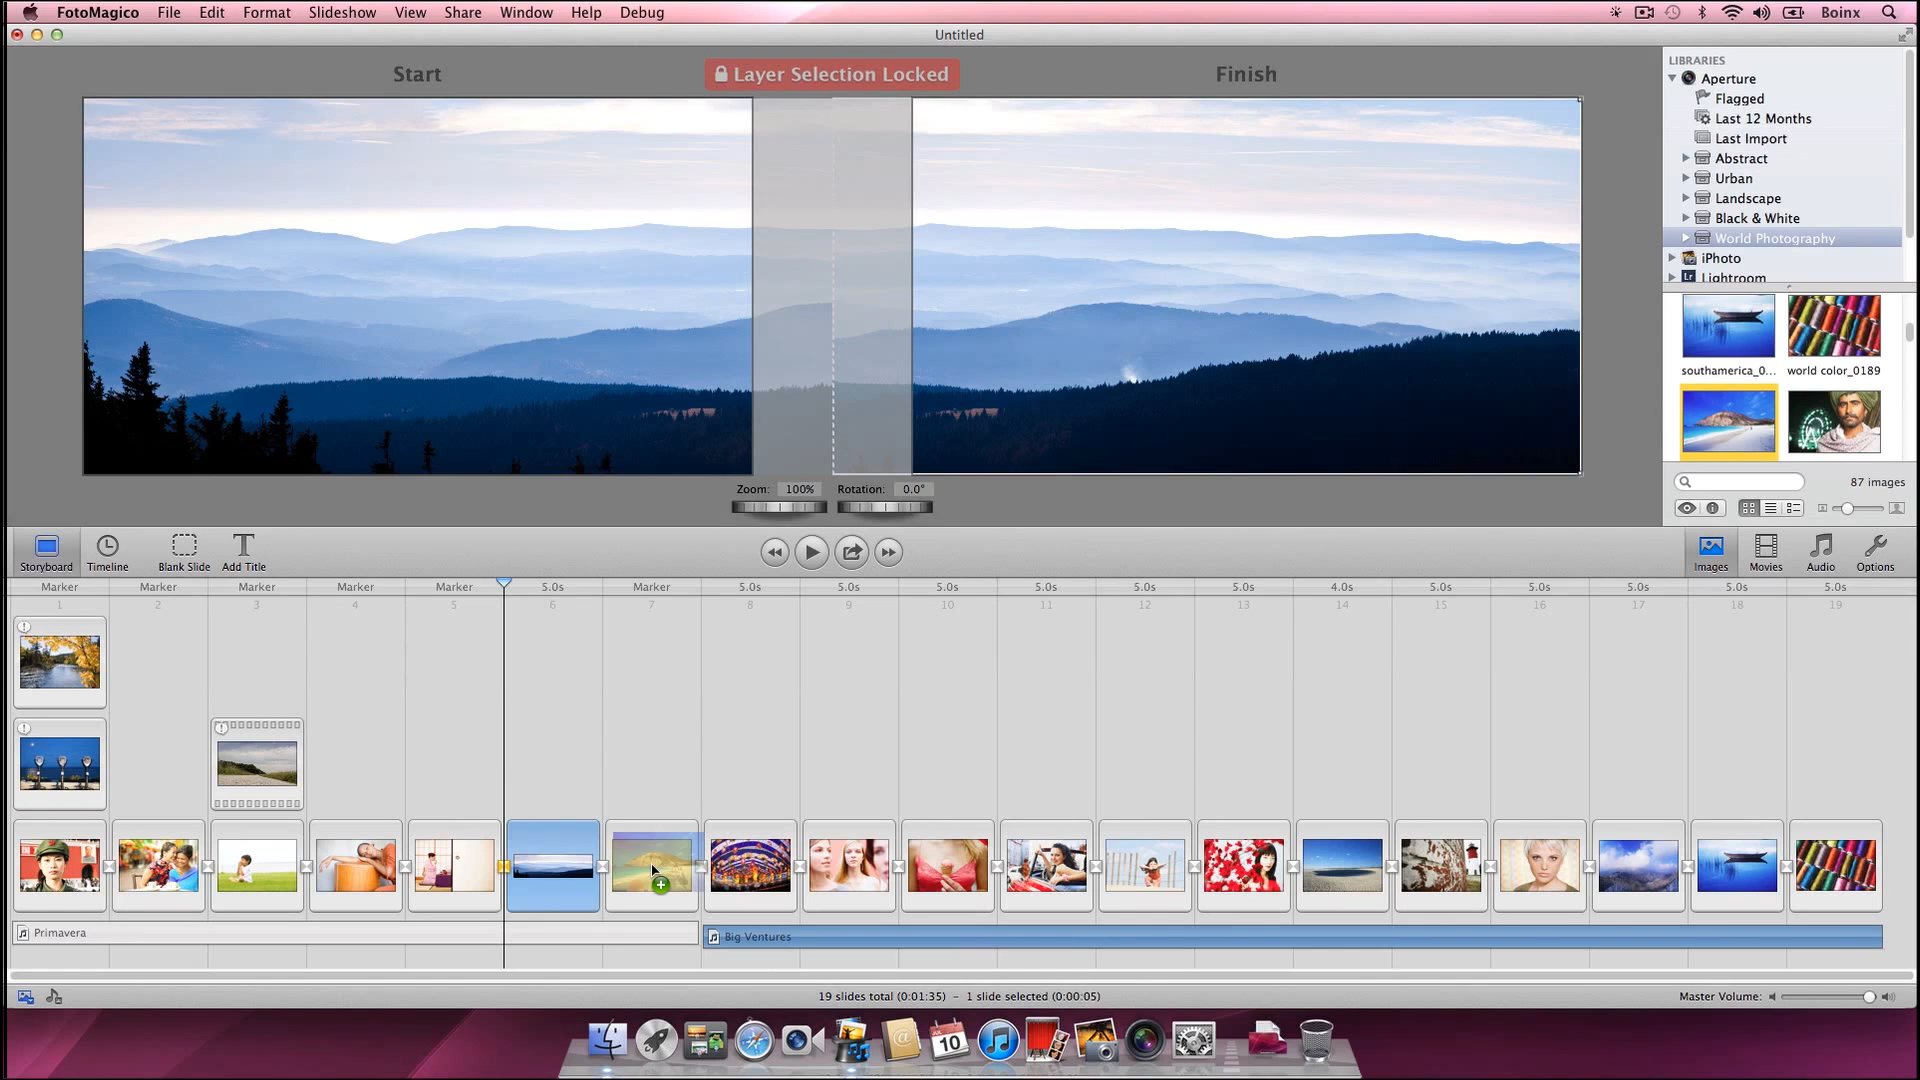 FotoMagico File Edit Format Slideshow View Share Window Help Debug Boinx
Untitled
Start
Layer Selection Locked
Finish
LIBRARIES
Aperture
Flagged
Last 12 Months
Last Import
Abstract
Urban
Landscape
Black & White
World Photography
iPhoto
Lr Lightroom
southamerica_0... world color_0189
87 images
Zoom: 100% Rotation: 0.0°
Storyboard Timeline Blank Slide Add Title
Images Movies Audio Options
Marker Marker Marker Marker Marker 5.0s Marker 5.0s 5.0s 5.0s 5.0s 5.0s 5.0s 4.0s 5.0s 5.0s 5.0s 5.0s 5.0s
1 2 3 4 5 6 7 8 9 10 11 12 13 14 15 16 17 18 19
Primavera
Big Ventures
19 slides total (0:01:35) – 1 slide selected (0:00:05)
Master Volume:
10